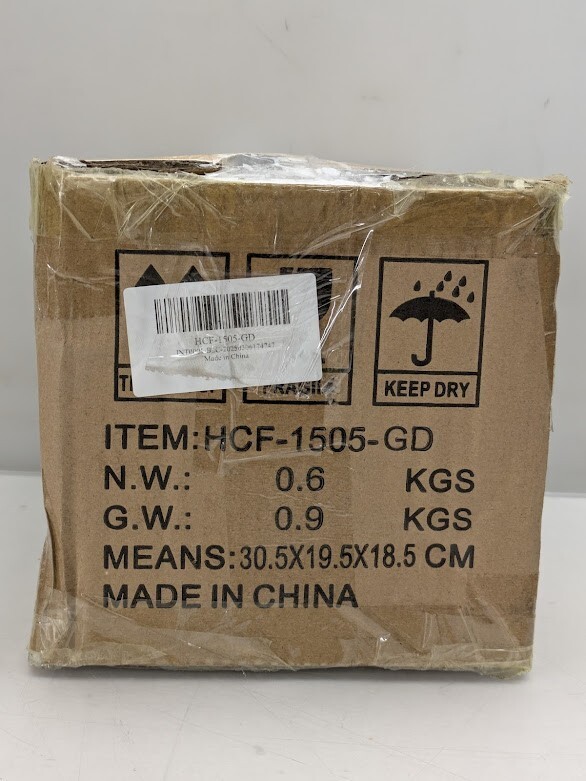 HCF-1505-GD
Made in China
FRAGILE
KEEP DRY
ITEM:HCF-1505-GD
N.W.: 0.6 KGS
G.W.: 0.9 KGS
MEANS:30.5X19.5X18.5 CM
MADE IN CHINA